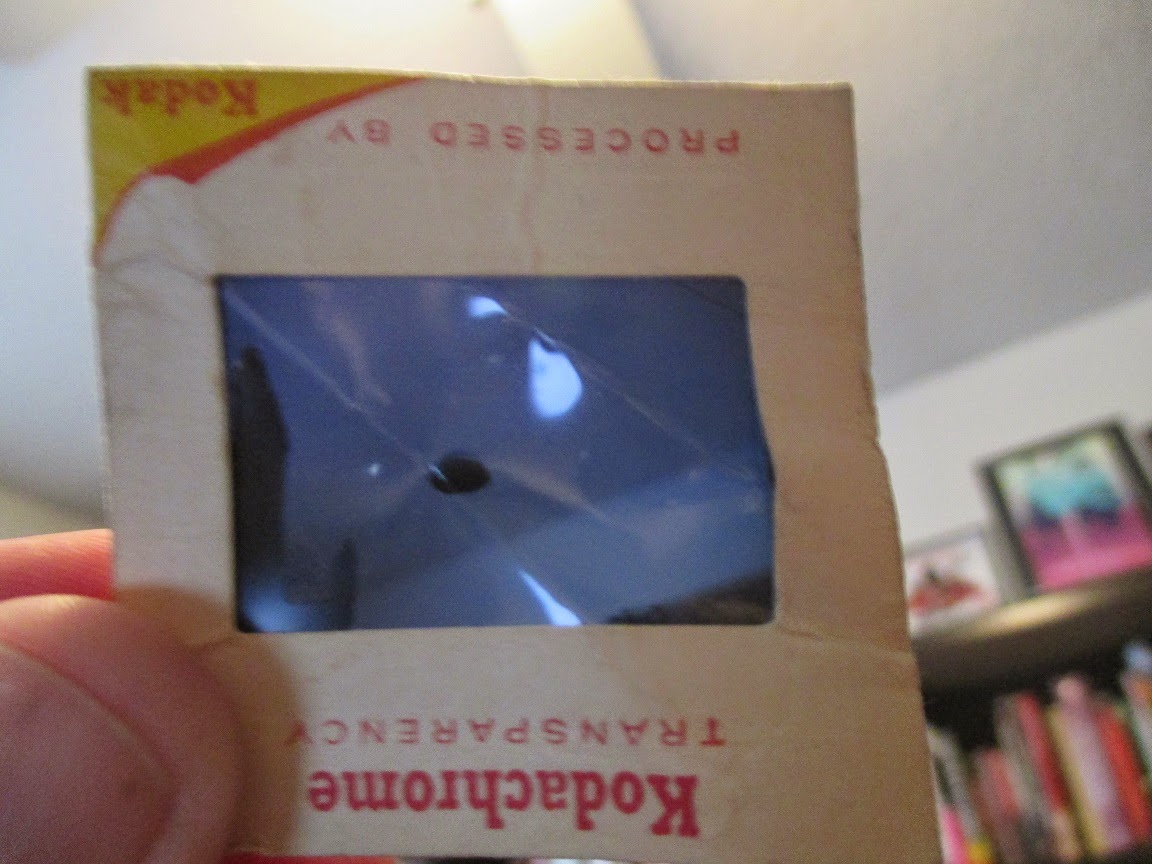 Kodachrome
TRANSPARENCY
PROCESSED BY
Kodak